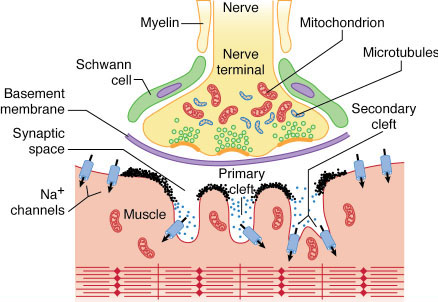 Nerve
Myelin
Mitochondrion
Nerve
terminal
Microtubules
Schwann
cell
Basement
membrane
Secondary
cleft
Synaptic
space
Primary
cleft
Na+
channels
Muscle